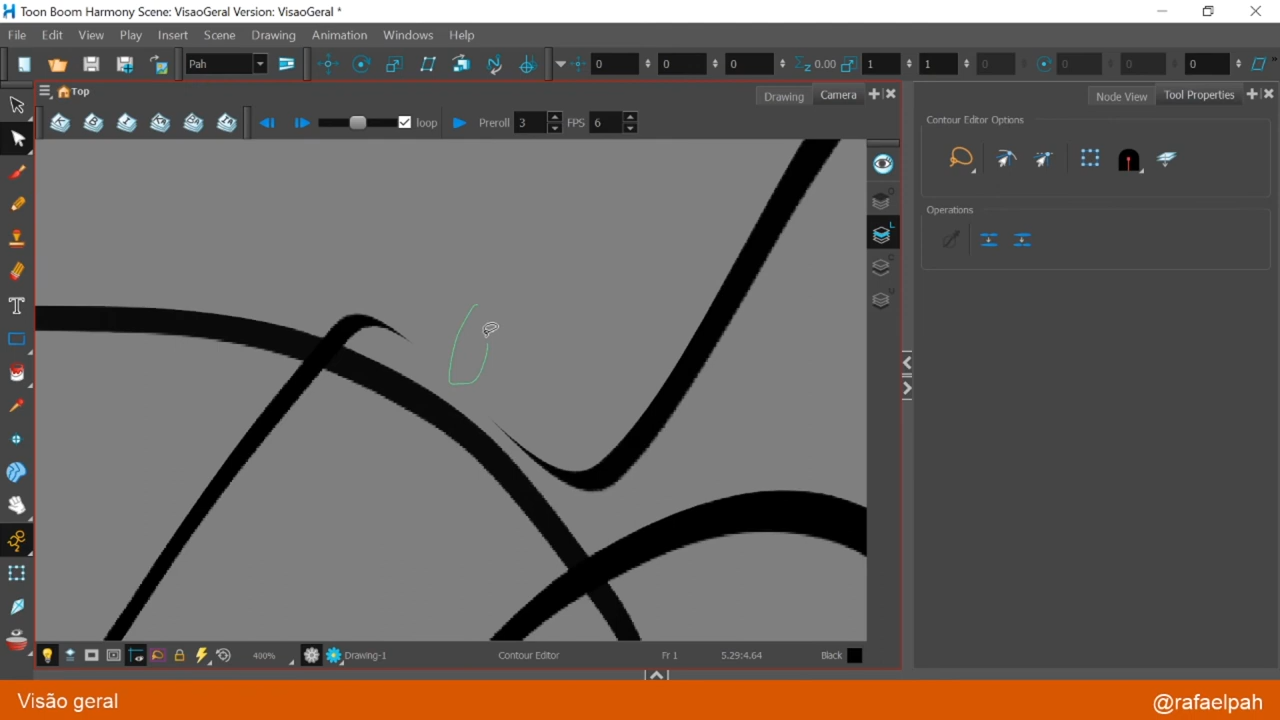 Toon Boom Harmony Scene: VisaoGeral Version: VisaoGeral *
File Edit View Play Insert Scene Drawing Animation Windows Help
Pah 0 0 0 0.00 1 1 0 0 0 0
Top Drawing Camera Node View Tool Properties
loop Preroll 3 FPS 6
Contour Editor Options
Operations
400% Drawing-1 Contour Editor Fr 1 5.29:4.64 Black
Visão geral @rafaelpah